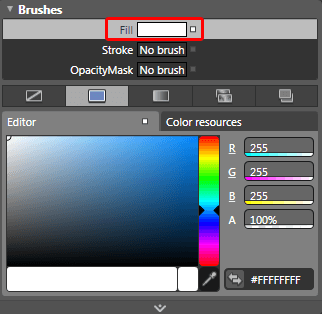 Brushes
Fill
Stroke No brush
OpacityMask No brush
Editor Color resources
R 255
G 255
B 255
A 100%
#FFFFFFFF